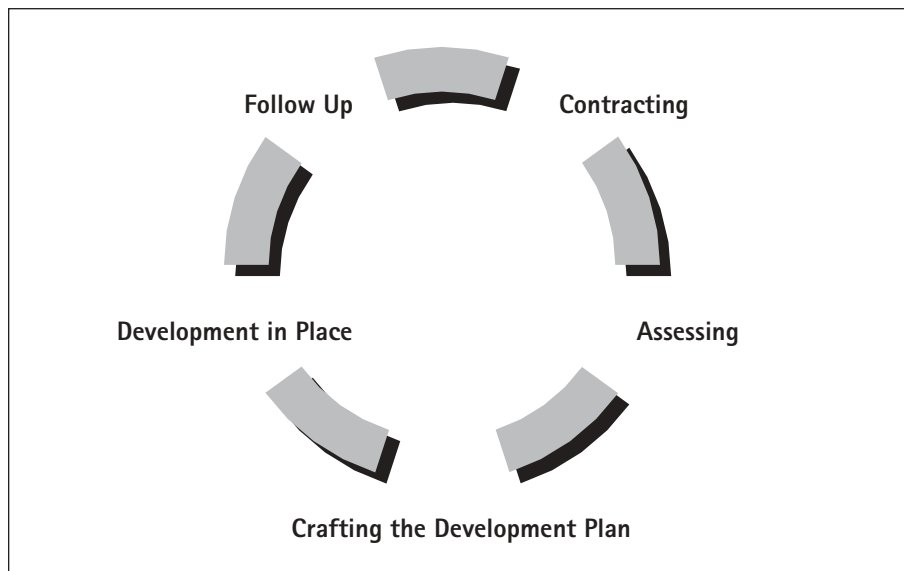 Follow Up
Contracting
Development in Place
Assessing
Crafting the Development Plan